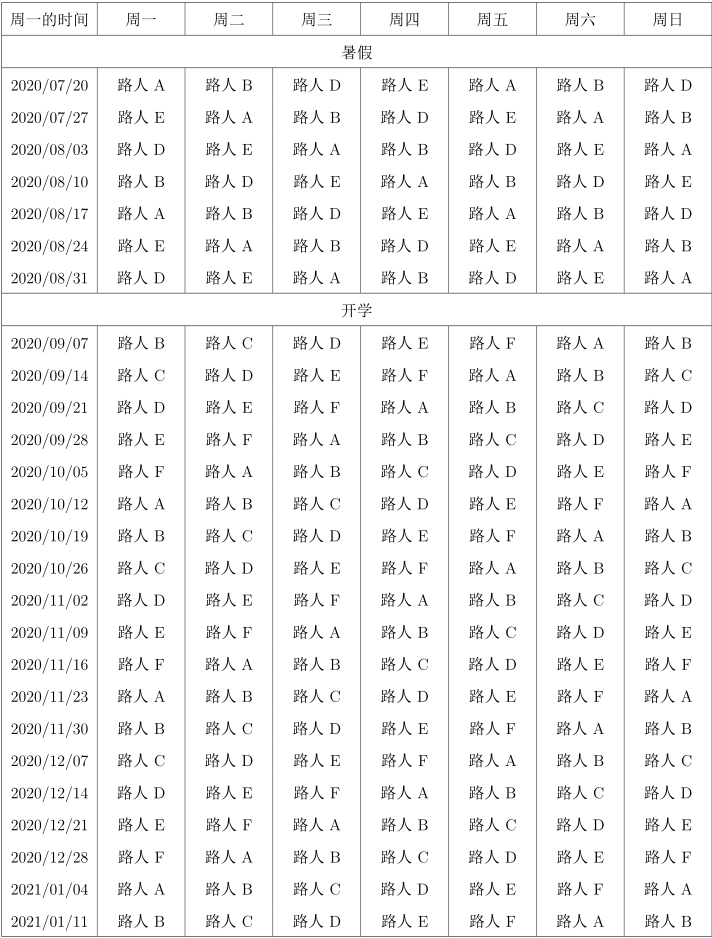 周一的时间 周一 周二 周三 周四 周五 周六 周日
暑假
2020/07/20 路人 A 路人 B 路人 D 路人 E 路人 A 路人 B 路人 D
2020/07/27 路人 E 路人 A 路人 B 路人 D 路人 E 路人 A 路人 B
2020/08/03 路人 D 路人 E 路人 A 路人 B 路人 D 路人 E 路人 A
2020/08/10 路人 B 路人 D 路人 E 路人 A 路人 B 路人 D 路人 E
2020/08/17 路人 A 路人 B 路人 D 路人 E 路人 A 路人 B 路人 D
2020/08/24 路人 E 路人 A 路人 B 路人 D 路人 E 路人 A 路人 B
2020/08/31 路人 D 路人 E 路人 A 路人 B 路人 D 路人 E 路人 A
开学
2020/09/07 路人 B 路人 C 路人 D 路人 E 路人 F 路人 A 路人 B
2020/09/14 路人 C 路人 D 路人 E 路人 F 路人 A 路人 B 路人 C
2020/09/21 路人 D 路人 E 路人 F 路人 A 路人 B 路人 C 路人 D
2020/09/28 路人 E 路人 F 路人 A 路人 B 路人 C 路人 D 路人 E
2020/10/05 路人 F 路人 A 路人 B 路人 C 路人 D 路人 E 路人 F
2020/10/12 路人 A 路人 B 路人 C 路人 D 路人 E 路人 F 路人 A
2020/10/19 路人 B 路人 C 路人 D 路人 E 路人 F 路人 A 路人 B
2020/10/26 路人 C 路人 D 路人 E 路人 F 路人 A 路人 B 路人 C
2020/11/02 路人 D 路人 E 路人 F 路人 A 路人 B 路人 C 路人 D
2020/11/09 路人 E 路人 F 路人 A 路人 B 路人 C 路人 D 路人 E
2020/11/16 路人 F 路人 A 路人 B 路人 C 路人 D 路人 E 路人 F
2020/11/23 路人 A 路人 B 路人 C 路人 D 路人 E 路人 F 路人 A
2020/11/30 路人 B 路人 C 路人 D 路人 E 路人 F 路人 A 路人 B
2020/12/07 路人 C 路人 D 路人 E 路人 F 路人 A 路人 B 路人 C
2020/12/14 路人 D 路人 E 路人 F 路人 A 路人 B 路人 C 路人 D
2020/12/21 路人 E 路人 F 路人 A 路人 B 路人 C 路人 D 路人 E
2020/12/28 路人 F 路人 A 路人 B 路人 C 路人 D 路人 E 路人 F
2021/01/04 路人 A 路人 B 路人 C 路人 D 路人 E 路人 F 路人 A
2021/01/11 路人 B 路人 C 路人 D 路人 E 路人 F 路人 A 路人 B